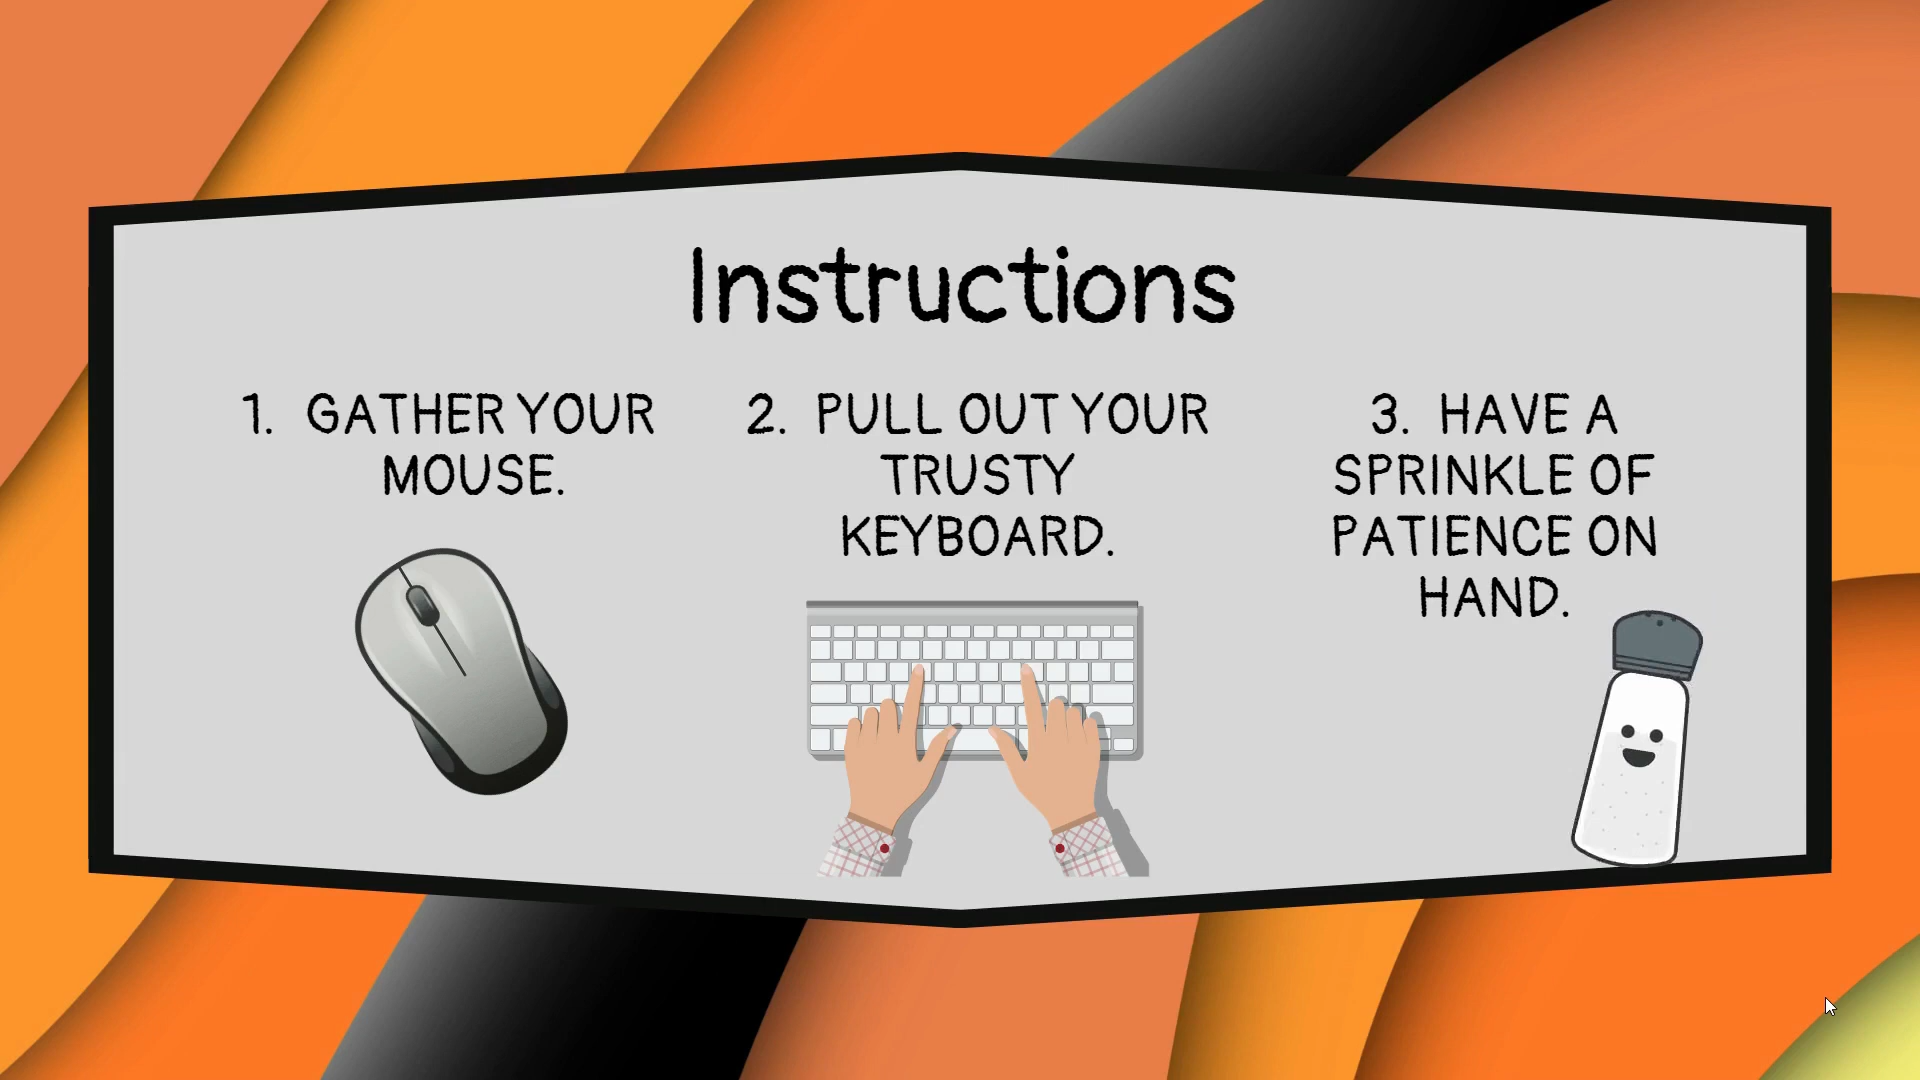 Instructions
1. GATHER YOUR
MOUSE.
2. PULL OUT YOUR
TRUSTY
KEYBOARD.
3. HAVE A
SPRINKLE OF
PATIENCE ON
HAND.